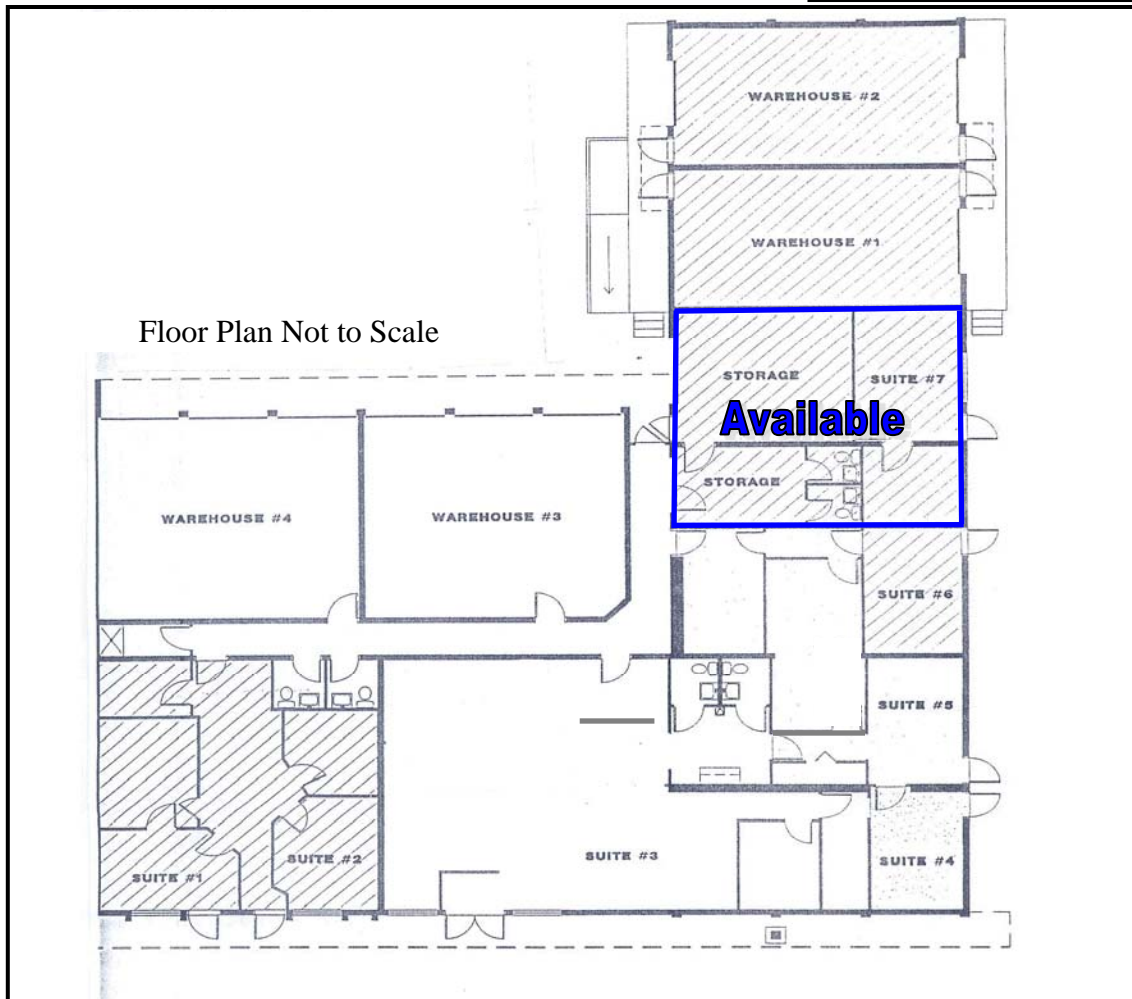 WAREHOUSE #2
WAREHOUSE #1
Floor Plan Not to Scale
STORAGE
SUITE #7
Available
STORAGE
WAREHOUSE #4
WAREHOUSE #3
SUITE #6
SUITE #5
SUITE #3
SUITE #4
SUITE #2
SUITE #1